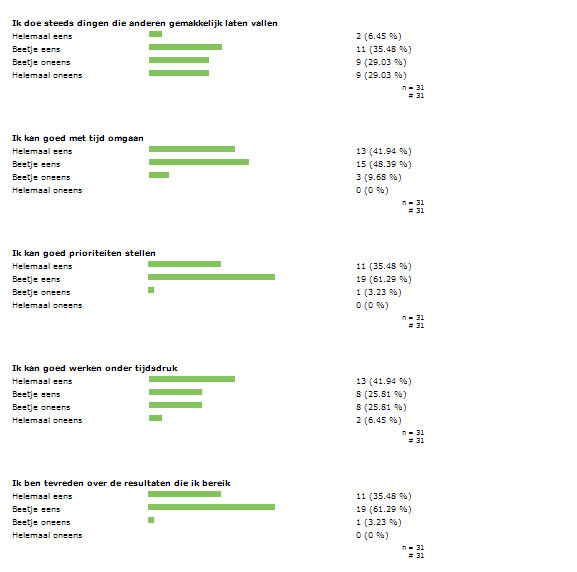 Ik doe steeds dingen die anderen gemakkelijk laten vallen
Helemaal eens 2 (6.45 %)
Beetje eens 11 (35.48 %)
Beetje oneens 9 (29.03 %)
Helemaal oneens 9 (29.03 %)
n = 31
# 31
Ik kan goed met tijd omgaan
Helemaal eens 13 (41.94 %)
Beetje eens 15 (48.39 %)
Beetje oneens 3 (9.68 %)
Helemaal oneens 0 (0 %)
n = 31
# 31
Ik kan goed prioriteiten stellen
Helemaal eens 11 (35.48 %)
Beetje eens 19 (61.29 %)
Beetje oneens 1 (3.23 %)
Helemaal oneens 0 (0 %)
n = 31
# 31
Ik kan goed werken onder tijdsdruk
Helemaal eens 13 (41.94 %)
Beetje eens 8 (25.81 %)
Beetje oneens 8 (25.81 %)
Helemaal oneens 2 (6.45 %)
n = 31
# 31
Ik ben tevreden over de resultaten die ik bereik
Helemaal eens 11 (35.48 %)
Beetje eens 19 (61.29 %)
Beetje oneens 1 (3.23 %)
Helemaal oneens 0 (0 %)
n = 31
# 31